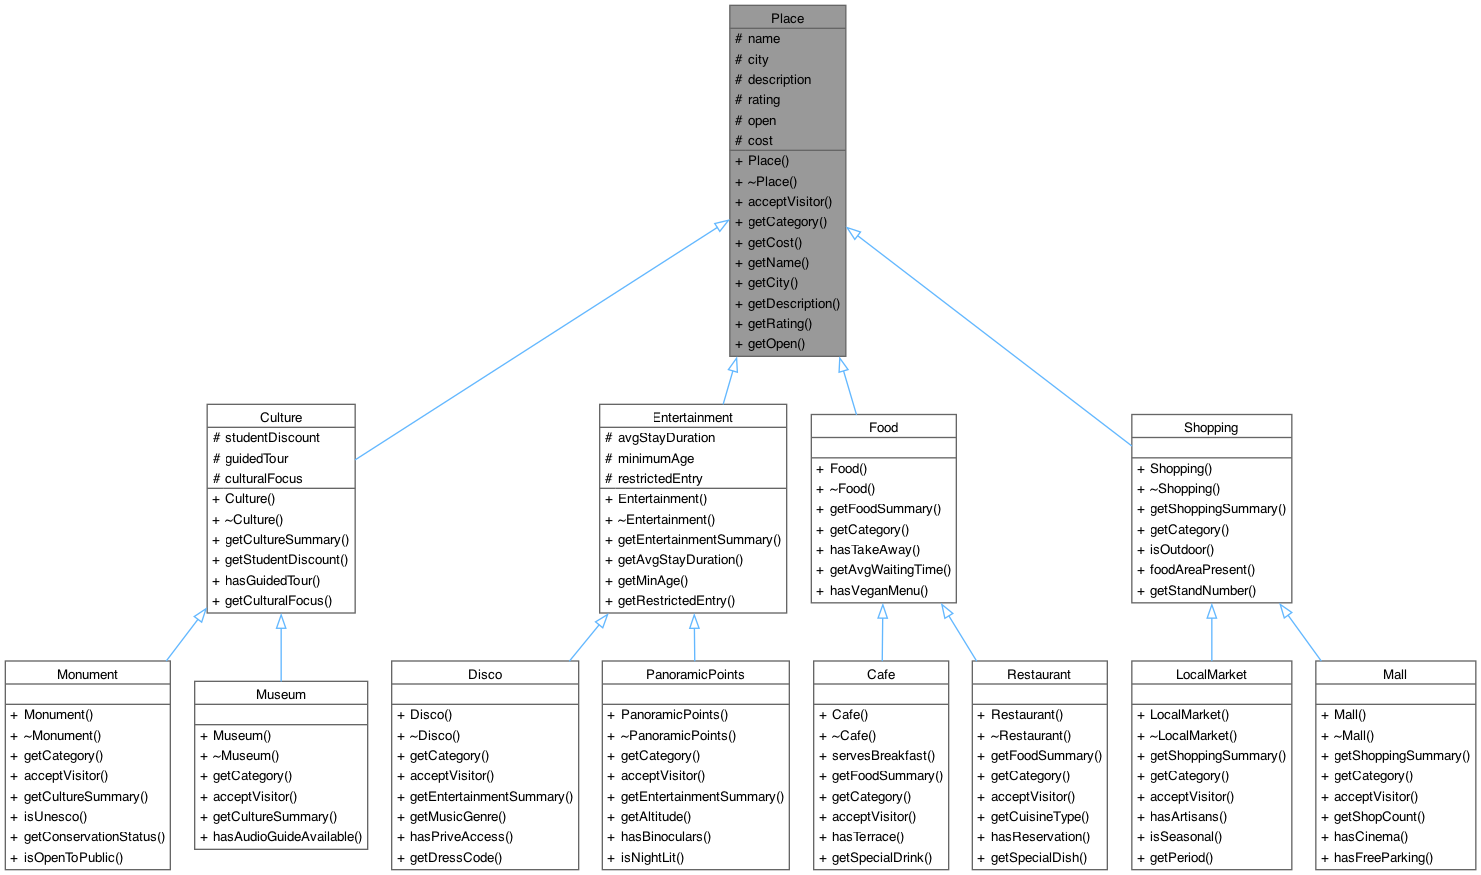 Place
# name
# city
# description
# rating
# open
# cost
+ Place()
+ ~Place()
+ acceptVisitor()
+ getCategory()
+ getCost()
+ getName()
+ getCity()
+ getDescription()
+ getRating()
+ getOpen()
Culture
# studentDiscount
# guidedTour
# culturalFocus
+ Culture()
+ ~Culture()
+ getCultureSummary()
+ getStudentDiscount()
+ hasGuidedTour()
+ getCulturalFocus()
Entertainment
# avgStayDuration
# minimumAge
# restrictedEntry
+ Entertainment()
+ ~Entertainment()
+ getEntertainmentSummary()
+ getAvgStayDuration()
+ getMinAge()
+ getRestrictedEntry()
Food
+ Food()
+ ~Food()
+ getFoodSummary()
+ getCategory()
+ hasTakeAway()
+ getAvgWaitingTime()
+ hasVeganMenu()
Shopping
+ Shopping()
+ ~Shopping()
+ getShoppingSummary()
+ getCategory()
+ isOutdoor()
+ foodAreaPresent()
+ getStandNumber()
Monument
+ Monument()
+ ~Monument()
+ getCategory()
+ acceptVisitor()
+ getCultureSummary()
+ isUnesco()
+ getConservationStatus()
+ isOpenToPublic()
Museum
+ Museum()
+ ~Museum()
+ getCategory()
+ acceptVisitor()
+ getCultureSummary()
+ hasAudioGuideAvailable()
Disco
+ Disco()
+ ~Disco()
+ getCategory()
+ acceptVisitor()
+ getEntertainmentSummary()
+ getMusicGenre()
+ hasPriveAccess()
+ getDressCode()
PanoramicPoints
+ PanoramicPoints()
+ ~PanoramicPoints()
+ getCategory()
+ acceptVisitor()
+ getEntertainmentSummary()
+ getAltitude()
+ hasBinoculars()
+ isNightLit()
Cafe
+ Cafe()
+ ~Cafe()
+ servesBreakfast()
+ getFoodSummary()
+ getCategory()
+ acceptVisitor()
+ hasTerrace()
+ getSpecialDrink()
Restaurant
+ Restaurant()
+ ~Restaurant()
+ getFoodSummary()
+ getCategory()
+ acceptVisitor()
+ getCuisineType()
+ hasReservation()
+ getSpecialDish()
LocalMarket
+ LocalMarket()
+ ~LocalMarket()
+ getShoppingSummary()
+ getCategory()
+ acceptVisitor()
+ hasArtisans()
+ isSeasonal()
+ getPeriod()
Mall
+ Mall()
+ ~Mall()
+ getShoppingSummary()
+ getCategory()
+ acceptVisitor()
+ getShopCount()
+ hasCinema()
+ hasFreeParking()